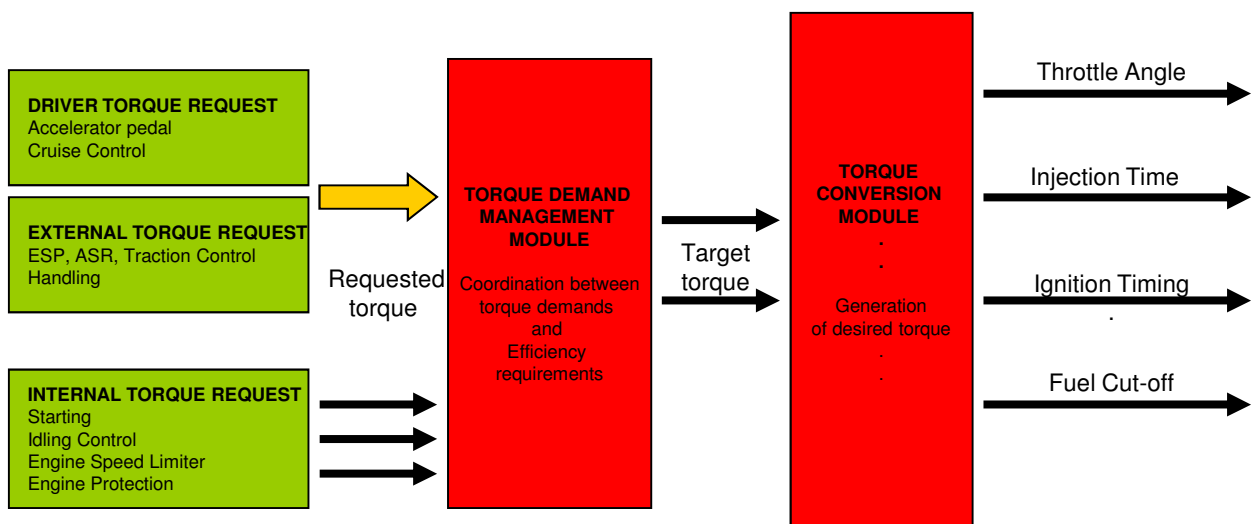 DRIVER TORQUE REQUEST
Accelerator pedal
Cruise Control
EXTERNAL TORQUE REQUEST
ESP, ASR, Traction Control
Handling
INTERNAL TORQUE REQUEST
Starting
Idling Control
Engine Speed Limiter
Engine Protection
Requested
torque
TORQUE DEMAND
MANAGEMENT
MODULE
Coordination between
torque demands
and
Efficiency
requirements
Target
torque
TORQUE
CONVERSION
MODULE
.
.
Generation
of desired torque
.
.
Throttle Angle
Injection Time
Ignition Timing
.
Fuel Cut-off